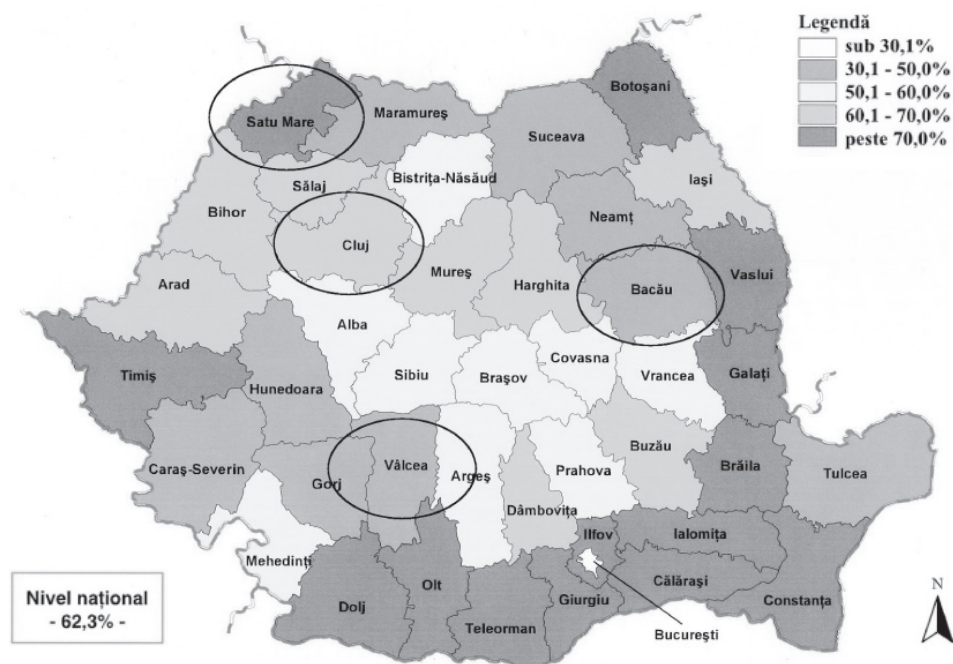 Legendă
sub 30,1%
30,1 - 50,0%
50,1 - 60,0%
60,1 - 70,0%
peste 70,0%
Botoşani
Satu Mare
Maramureş
Suceava
Bistriţa-Năsăud
Iaşi
Sălaj
Bihor
Neamţ
Cluj
Mureş
Harghita
Bacău
Vaslui
Arad
Alba
Covasna
Timiş
Hunedoara
Sibiu
Braşov
Vrancea
Galaţi
Caraş-Severin
Gorj
Vâlcea
Argeş
Prahova
Buzău
Brăila
Tulcea
Dâmboviţa
Mehedinţi
Ilfov
Ialomiţa
Călăraşi
Dolj
Olt
Giurgiu
Constanţa
Teleorman
Bucureşti
Nivel naţional
- 62,3% -
N